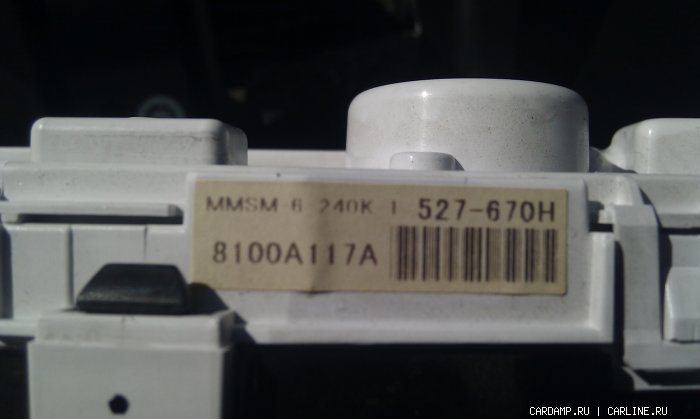 MMSM-6 240K 1 527-670H
8100A117A
CARDAMP.RU | CARLINE.RU